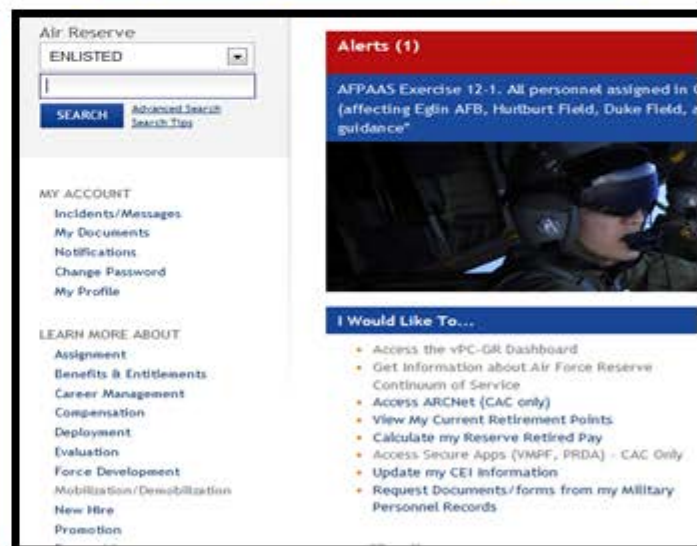 Air Reserve
ENLISTED
SEARCH
Advanced Search
Search Tips
MY ACCOUNT
Incidents/Messages
My Documents
Notifications
Change Password
My Profile
LEARN MORE ABOUT
Assignment
Benefits & Entitlements
Career Management
Compensation
Deployment
Evaluation
Force Development
Mobilization/Demobilization
New Hire
Promotion
Alerts (1)
AFPAAS Exercise 12-1. All personnel assigned in
(affecting Eglin AFB, Hurlburt Field, Duke Field,
guidance"
I Would Like To...
Access the vPC-GR Dashboard
Get Information about Air Force Reserve
Continuum of Service
Access ARCNet (CAC only)
View My Current Retirement Points
Calculate my Reserve Retired Pay
Access Secure Apps (VMPF, PRDA) - CAC Only
Update my CEI Information
Request Documents/forms from my Military
Personnel Records